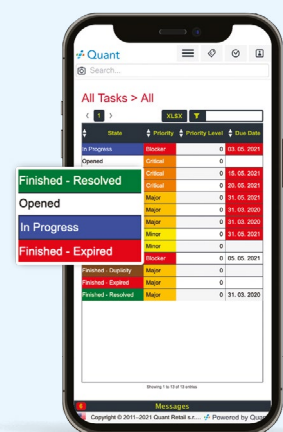 Quant
Search...
All Tasks > All
< 1 > XLSX
State Priority Priority Level Due Date
In Progress Blocker 0 03. 05. 2021
Opened Critical 0
Critical 0 15. 05. 2021
Critical 0 20. 05. 2021
Major 0 31. 05. 2021
Major 0 31. 03. 2020
Major 0 31. 03. 2020
Minor 0 31. 05. 2021
Minor 0
Blocker 0 05. 05. 2021
Finished - Duplicity Major 0
Finished - Expired Major 0
Finished - Resolved Major 0 31. 03. 2020
Finished - Resolved
Opened
In Progress
Finished - Expired
Showing 1 to 13 of 13 entries
6 Messages
Copyright © 2011-2021 Quant Retail s.r.... Powered by Quan